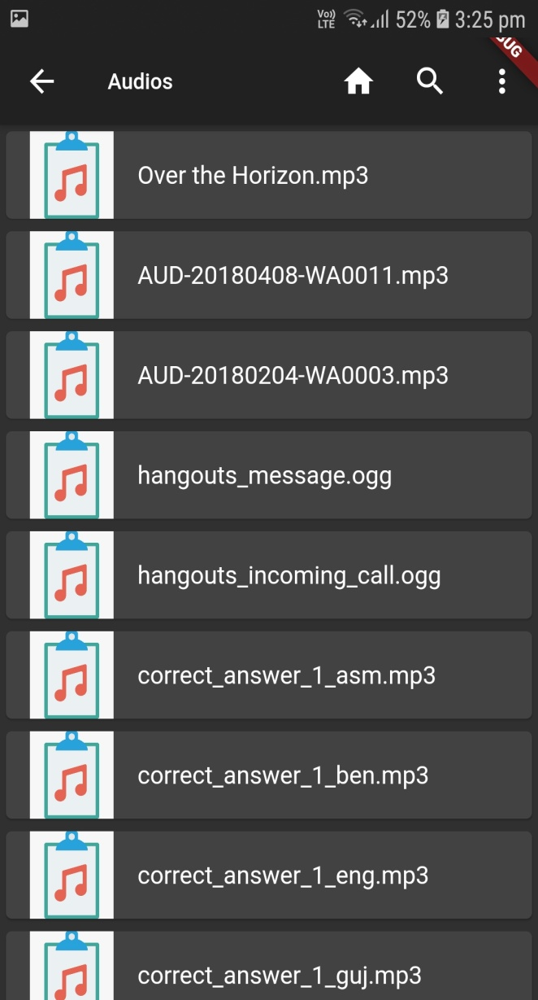 Vo)) LTE 52% 3:25 pm
Audios
Over the Horizon.mp3
AUD-20180408-WA0011.mp3
AUD-20180204-WA0003.mp3
hangouts_message.ogg
hangouts_incoming_call.ogg
correct_answer_1_asm.mp3
correct_answer_1_ben.mp3
correct_answer_1_eng.mp3
correct_answer_1_guj.mp3